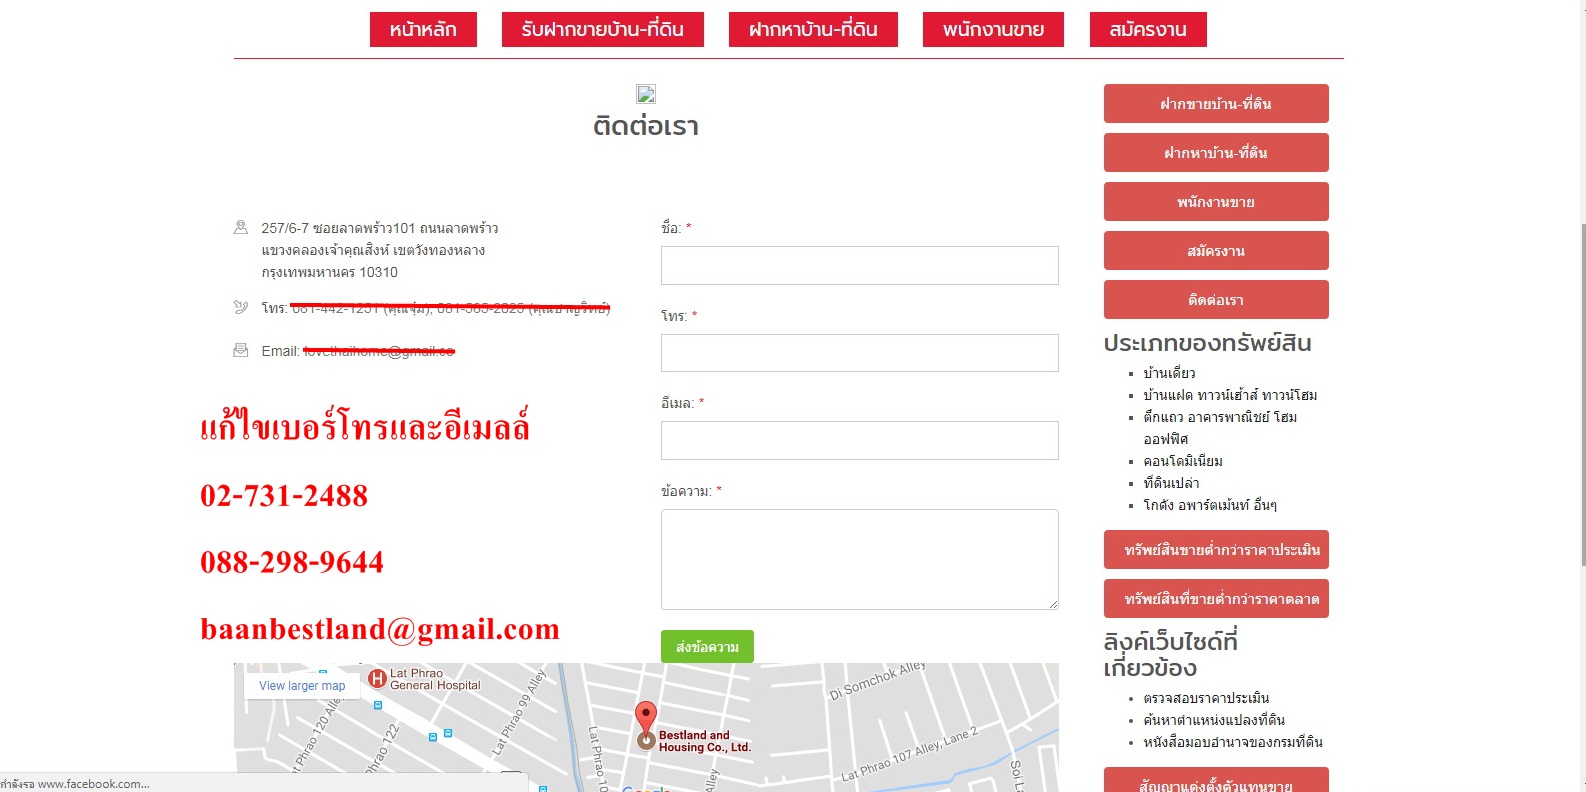 หน้าหลัก
รับฝากขายบ้าน-ที่ดิน
ฝากหาบ้าน-ที่ดิน
พนักงานขาย
สมัครงาน
ติดต่อเรา
257/6-7 ซอยลาดพร้าว101 ถนนลาดพร้าว
แขวงคลองเจ้าคุณสิงห์ เขตวังทองหลาง
กรุงเทพมหานคร 10310
โทร:
Email:
แก้ไขเบอร์โทรและอีเมลล์
02-731-2488
088-298-9644
baanbestland@gmail.com
ชื่อ: *
โทร: *
อีเมล: *
ข้อความ: *
ส่งข้อความ
View larger map
Lat Phrao
General Hospital
Lat Phrao 120 Alle
Lat Phrao 122
Lat Phrao 99 Alley
Lat Phrao 10
Alley
Bestland and
Housing Co., Ltd.
Di Somchok Alley
Lat Phrao 107 Alley, Lane 2
Soi La
Google
ฝากขายบ้าน-ที่ดิน
ฝากหาบ้าน-ที่ดิน
พนักงานขาย
สมัครงาน
ติดต่อเรา
ประเภทของทรัพย์สิน
บ้านเดี่ยว
บ้านแฝด ทาวน์เฮ้าส์ ทาวน์โฮม
ตึกแถว อาคารพาณิชย์ โฮม
ออฟฟิศ
คอนโดมิเนียม
ที่ดินเปล่า
โกดัง อพาร์ตเม้นท์ อื่นๆ
ทรัพย์สินขายต่ำกว่าราคาประเมิน
ทรัพย์สินที่ขายต่ำกว่าราคาตลาด
ลิงค์เว็บไซด์ที่
เกี่ยวข้อง
ตรวจสอบราคาประเมิน
ค้นหาตำแหน่งแปลงที่ดิน
หนังสือมอบอำนาจของกรมที่ดิน
สัญญาแต่งตั้งตัวแทนขาย
กำลังรอ www.facebook.com...